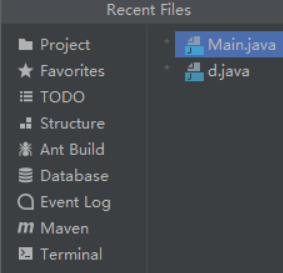 Recent Files
Project
Favorites
TODO
Structure
Ant Build
Database
Event Log
Maven
Terminal
* Main.java
* d.java